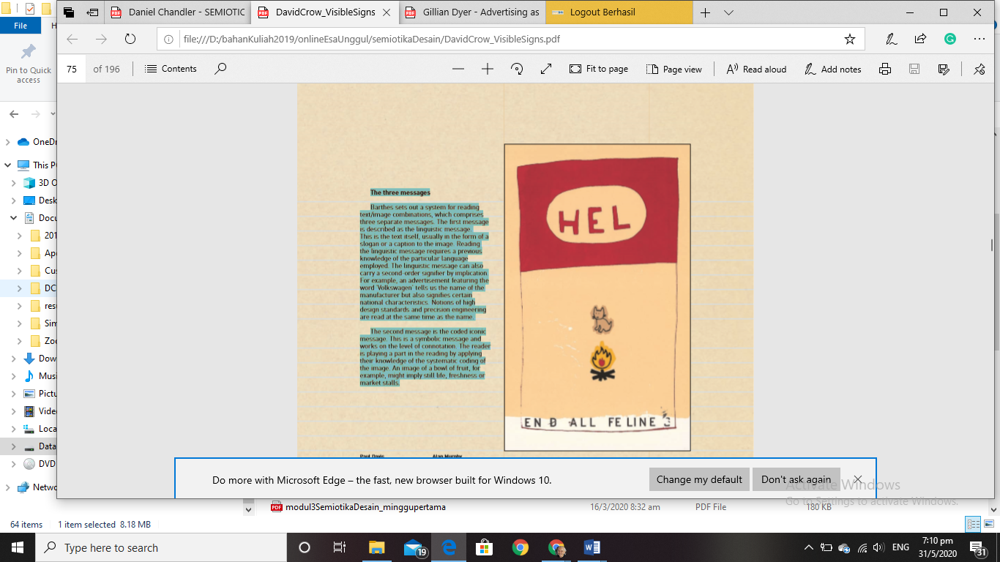 Daniel Chandler - SEMIOTIC
DavidCrow_VisibleSigns
Gillian Dyer - Advertising as
Logout Berhasil
File
H
file:///D:/bahanKuliah2019/onlineEsaUnggul/semiotikaDesain/DavidCrow_VisibleSigns.pdf
75 of 196
Contents
Fit to page
Page view
Read aloud
Add notes
Pin to Quick
access
OneDr
This P
3D O
Desk
Docu
201
Ape
Cus
DC
resu
Sim
Zoo
Dow
Musi
Pictu
Video
Loca
Data
DVD
Netwo
The three messages
Barthes sets out a system for reading
text/image combinations, which comprises
three separate messages. The first message
is described as the linguistic message.
This is the text itself, usually in the form of a
slogan or a caption to the image. Reading
the linguistic message requires a previous
knowledge of the particular language
employed. The linguistic message can also
carry a second-order signifier by implication.
For example, an advertisement featuring the
word 'Volkswagen' tells us the name of the
manufacturer but also signifies certain
national characteristics. Notions of high
design standards and precision engineering
are read at the same time as the name.
The second message is the coded iconic
message. This is a symbolic message and
works on the level of connotation. The reader
is playing a part in the reading by applying
their knowledge of the systematic coding of
the image. An image of a bowl of fruit, for
example, might imply still life, freshness or
market stalls.
HEL
END ALL FELINES
Paul Davis
Alan Murphy
Do more with Microsoft Edge – the fast, new browser built for Windows 10.
Change my default
Don't ask again
Activate Windows
Go to Settings to activate Windows.
modul3SemiotikaDesain_minggupertama
16/3/2020 8:32 am
PDF File
180 KB
64 items
1 item selected 8.18 MB
Type here to search
19
ENG
7:10 pm
31/5/2020
31